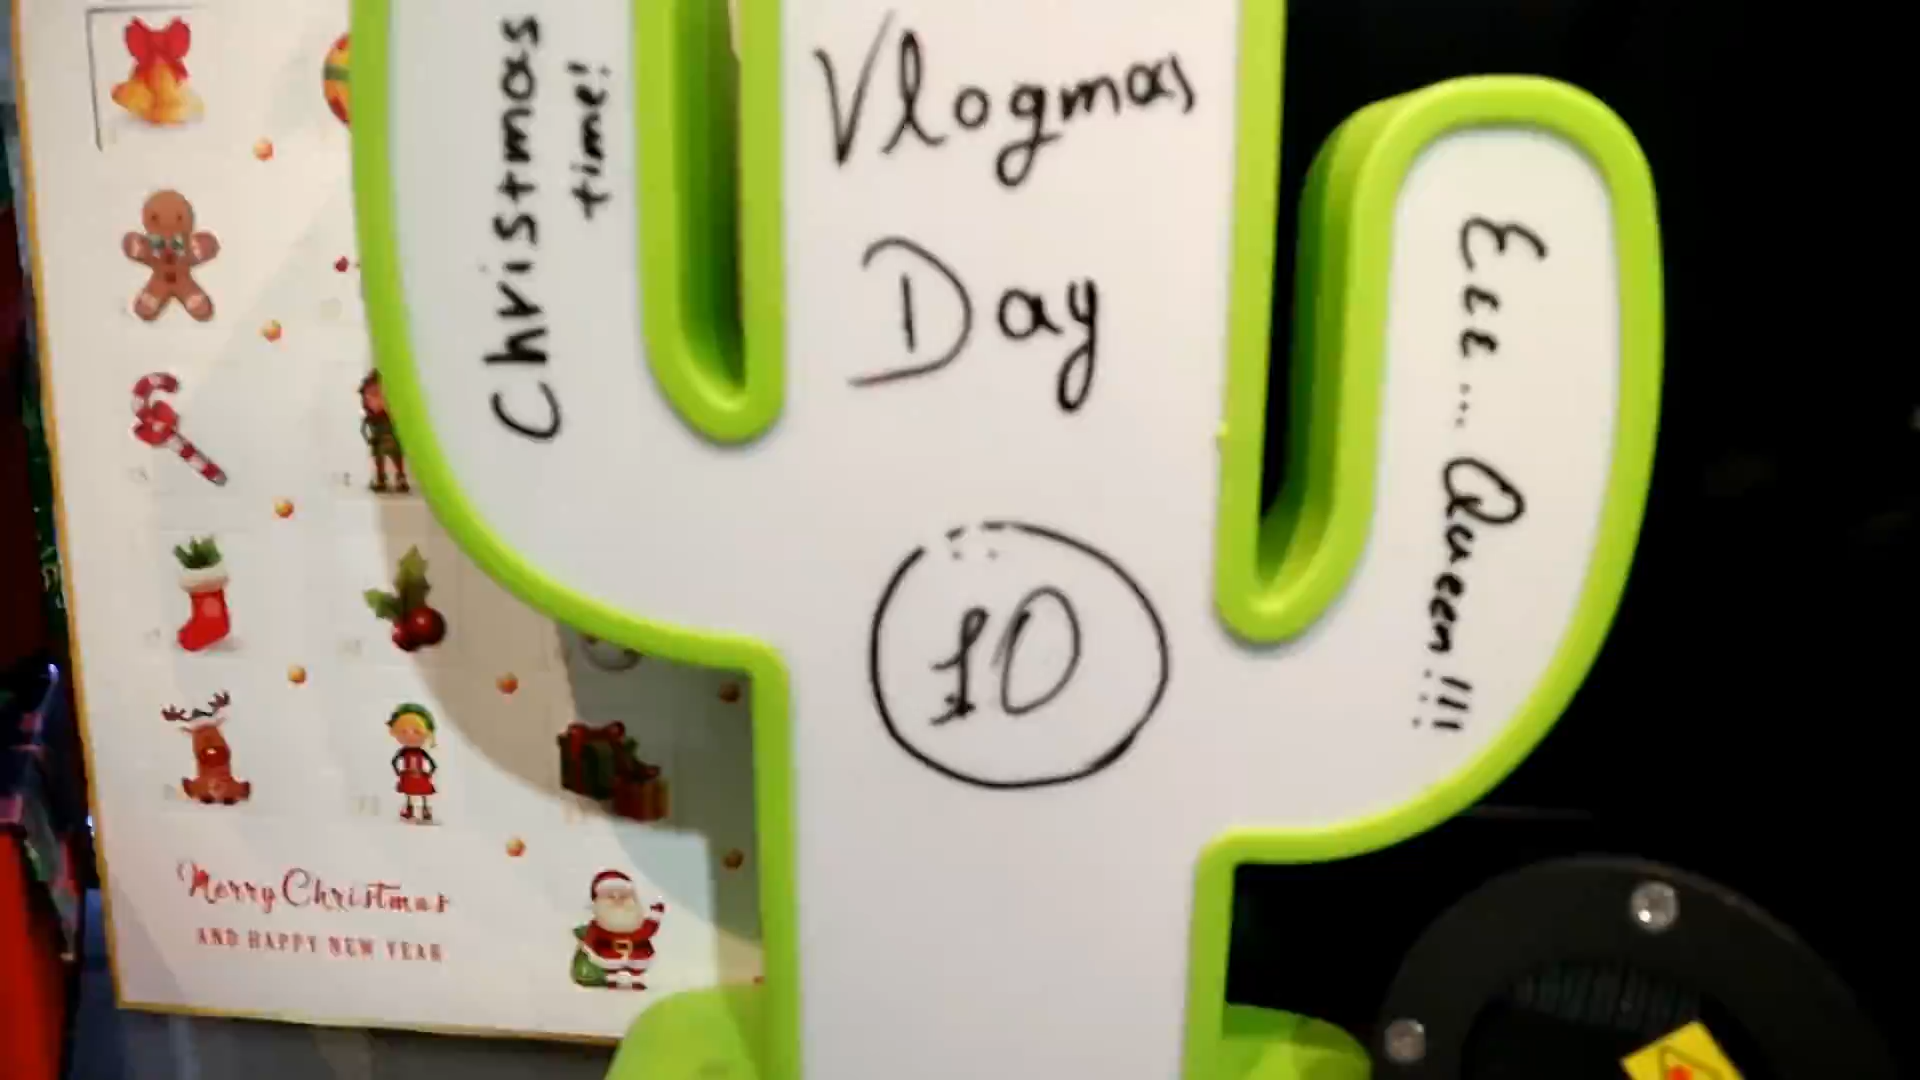 Christmas
time!
Vlogmas
Day
10
Eee... Queen!!!
Merry Christmas
AND HAPPY NEW YEAR